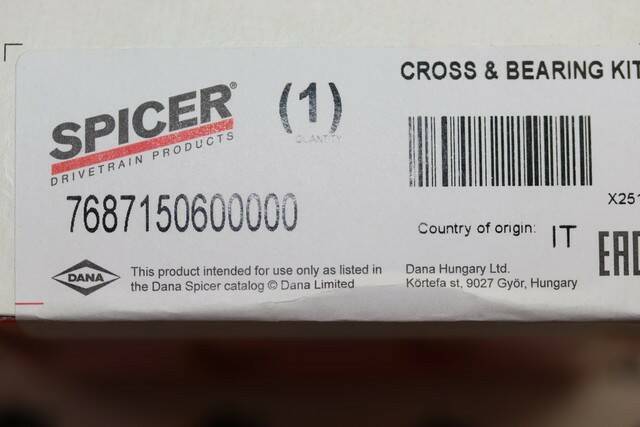 CROSS & BEARING KIT
SPICER®
DRIVETRAIN PRODUCTS
(1)
QUANTITY
7687150600000
X251
Country of origin: IT
EAC
DANA
This product intended for use only as listed in
the Dana Spicer catalog © Dana Limited
Dana Hungary Ltd.
Körtefa st, 9027 Győr, Hungary